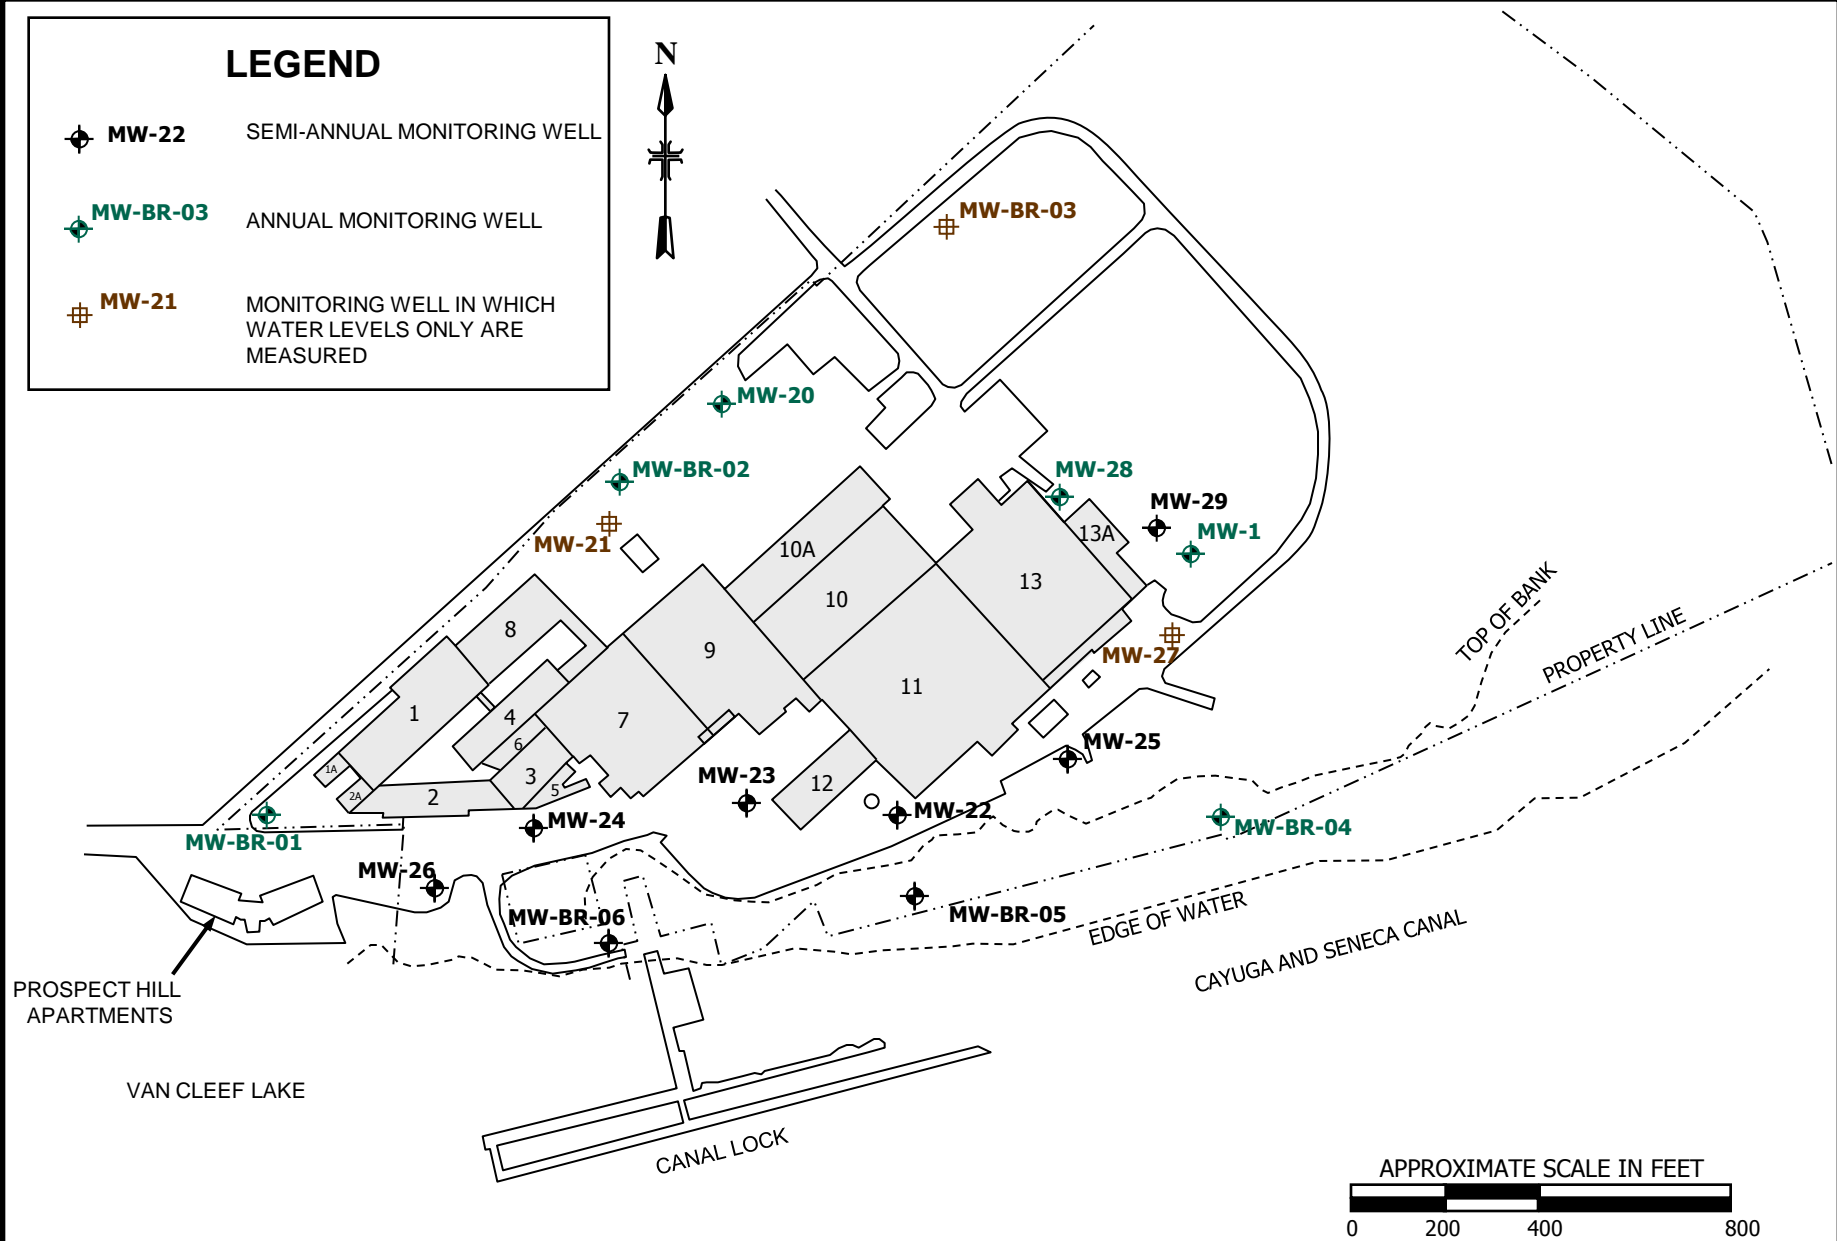 LEGEND
MW-22 SEMI-ANNUAL MONITORING WELL
MW-BR-03 ANNUAL MONITORING WELL
MW-21 MONITORING WELL IN WHICH
WATER LEVELS ONLY ARE
MEASURED
N
MW-BR-03
MW-20
MW-BR-02
MW-28
MW-29
MW-21
MW-1
13A
10A
13
10
TOP OF BANK
8
9
PROPERTY LINE
MW-27
11
1
4
7
6
MW-25
1A
3
MW-23
12
5
2A
2
MW-22
MW-24
MW-BR-04
MW-BR-01
MW-26
MW-BR-06
MW-BR-05
EDGE OF WATER
CAYUGA AND SENECA CANAL
PROSPECT HILL
APARTMENTS
VAN CLEEF LAKE
CANAL LOCK
APPROXIMATE SCALE IN FEET
0 200 400 800